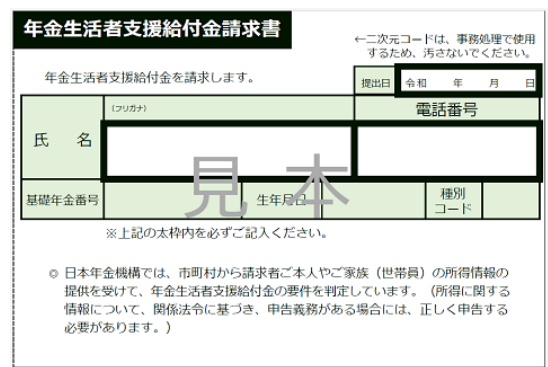 年金生活者支援給付金請求書
←二次元コードは、事務処理で使用
するため、汚さないでください。
年金生活者支援給付金を請求します。
提出日 令和 年 月 日
(フリガナ) 電話番号
氏 名
見本
基礎年金番号 生年月日 種別
コード
※上記の太枠内を必ずご記入ください。
◎ 日本年金機構では、市町村から請求者ご本人やご家族(世帯員)の所得情報の
提供を受けて、年金生活者支援給付金の要件を判定しています。(所得に関する
情報について、関係法令に基づき、申告義務がある場合には、正しく申告する
必要があります。)